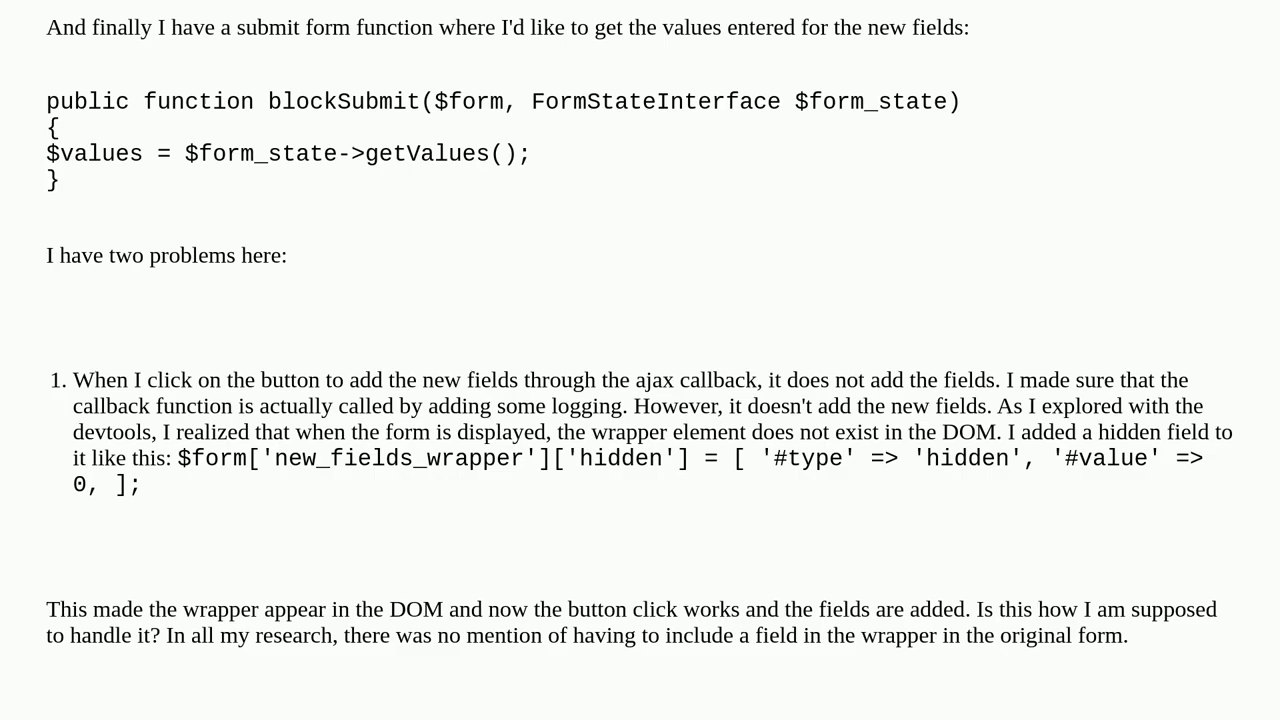 And finally I have a submit form function where I'd like to get the values entered for the new fields:
public function blockSubmit($form, FormStateInterface $form_state)
{
$values = $form_state->getValues();
}
I have two problems here:
1. When I click on the button to add the new fields through the ajax callback, it does not add the fields. I made sure that the
callback function is actually called by adding some logging. However, it doesn't add the new fields. As I explored with the
devtools, I realized that when the form is displayed, the wrapper element does not exist in the DOM. I added a hidden field to
it like this: $form['new_fields_wrapper']['hidden'] = [ '#type' => 'hidden', '#value' =>
0, ];
This made the wrapper appear in the DOM and now the button click works and the fields are added. Is this how I am supposed
to handle it? In all my research, there was no mention of having to include a field in the wrapper in the original form.